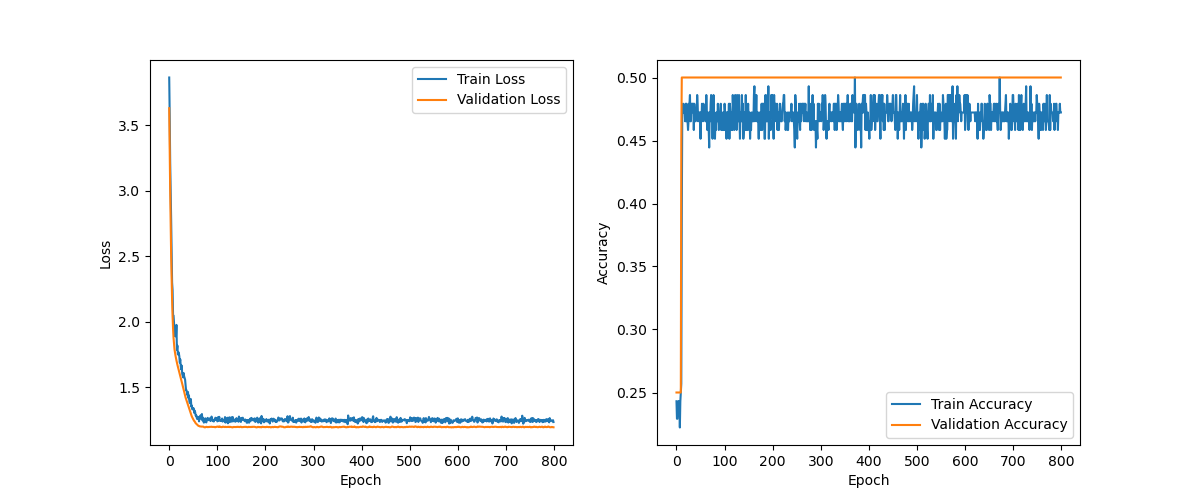 Train Loss
Validation Loss
3.5
3.0
2.5
2.0
1.5
Loss
0 100 200 300 400 500 600 700 800
Epoch
0.50
0.45
0.40
0.35
0.30
0.25
Accuracy
Train Accuracy
Validation Accuracy
0 100 200 300 400 500 600 700 800
Epoch